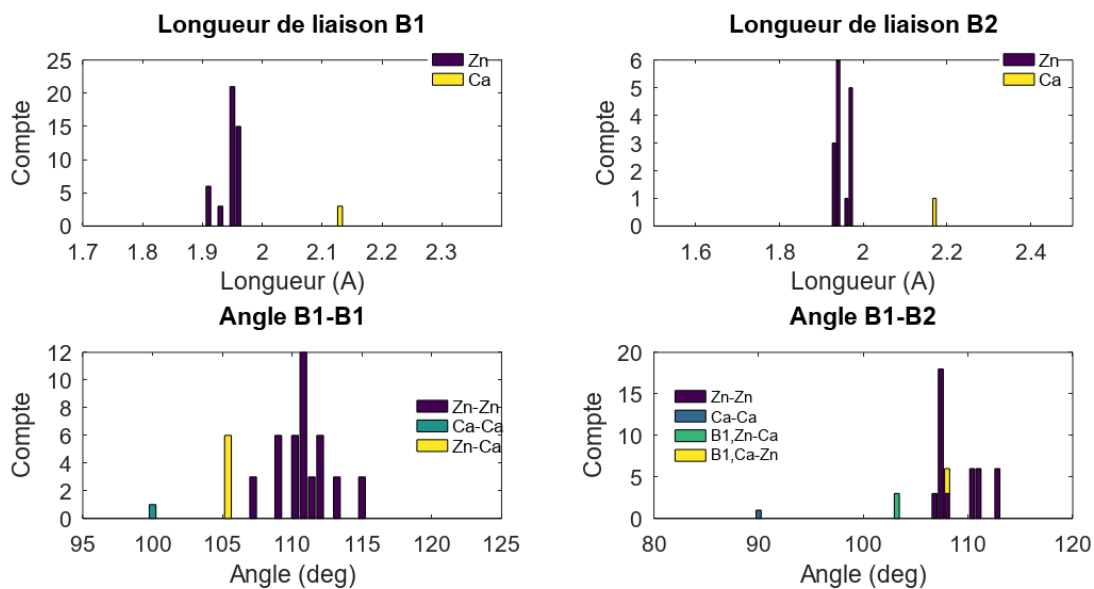 Longueur de liaison B1
25
20
15
10
5
0
Compte
Zn
Ca
1.7 1.8 1.9 2 2.1 2.2 2.3
Longueur (A)
Longueur de liaison B2
6
5
4
3
2
1
0
Compte
Zn
Ca
1.6 1.8 2 2.2 2.4
Longueur (A)
Angle B1-B1
12
10
8
6
4
2
0
Compte
Zn-Zn
Ca-Ca
Zn-Ca
95 100 105 110 115 120 125
Angle (deg)
Angle B1-B2
20
15
10
5
0
Compte
Zn-Zn
Ca-Ca
B1,Zn-Ca
B1,Ca-Zn
80 90 100 110 120
Angle (deg)